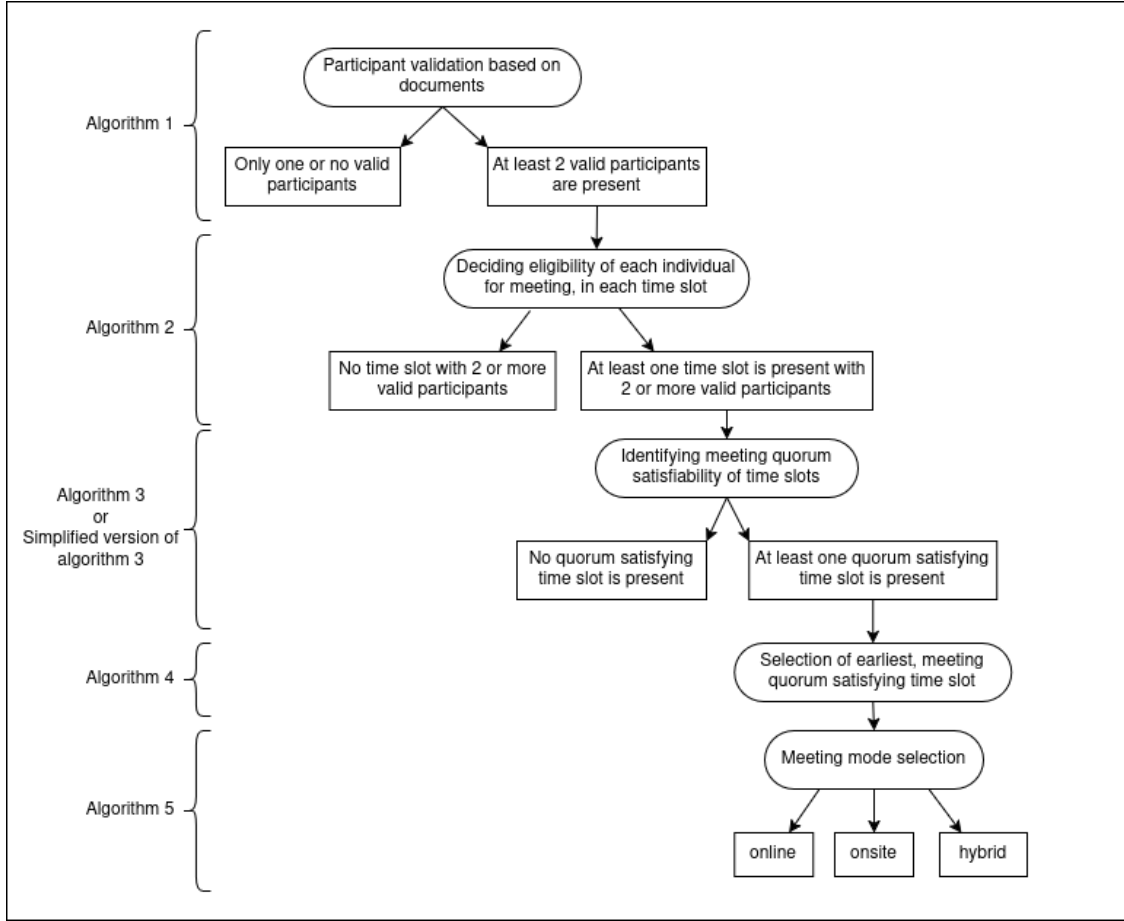 Participant validation based on
documents
Algorithm 1
Only one or no valid
participants
At least 2 valid participants
are present
Deciding eligibility of each individual
for meeting, in each time slot
Algorithm 2
No time slot with 2 or more
valid participants
At least one time slot is present with
2 or more valid participants
Identifying meeting quorum
satisfiability of time slots
Algorithm 3
or
Simplified version of
algorithm 3
No quorum satisfying
time slot is present
At least one quorum satisfying
time slot is present
Selection of earliest, meeting
quorum satisfying time slot
Algorithm 4
Meeting mode selection
Algorithm 5
online
onsite
hybrid